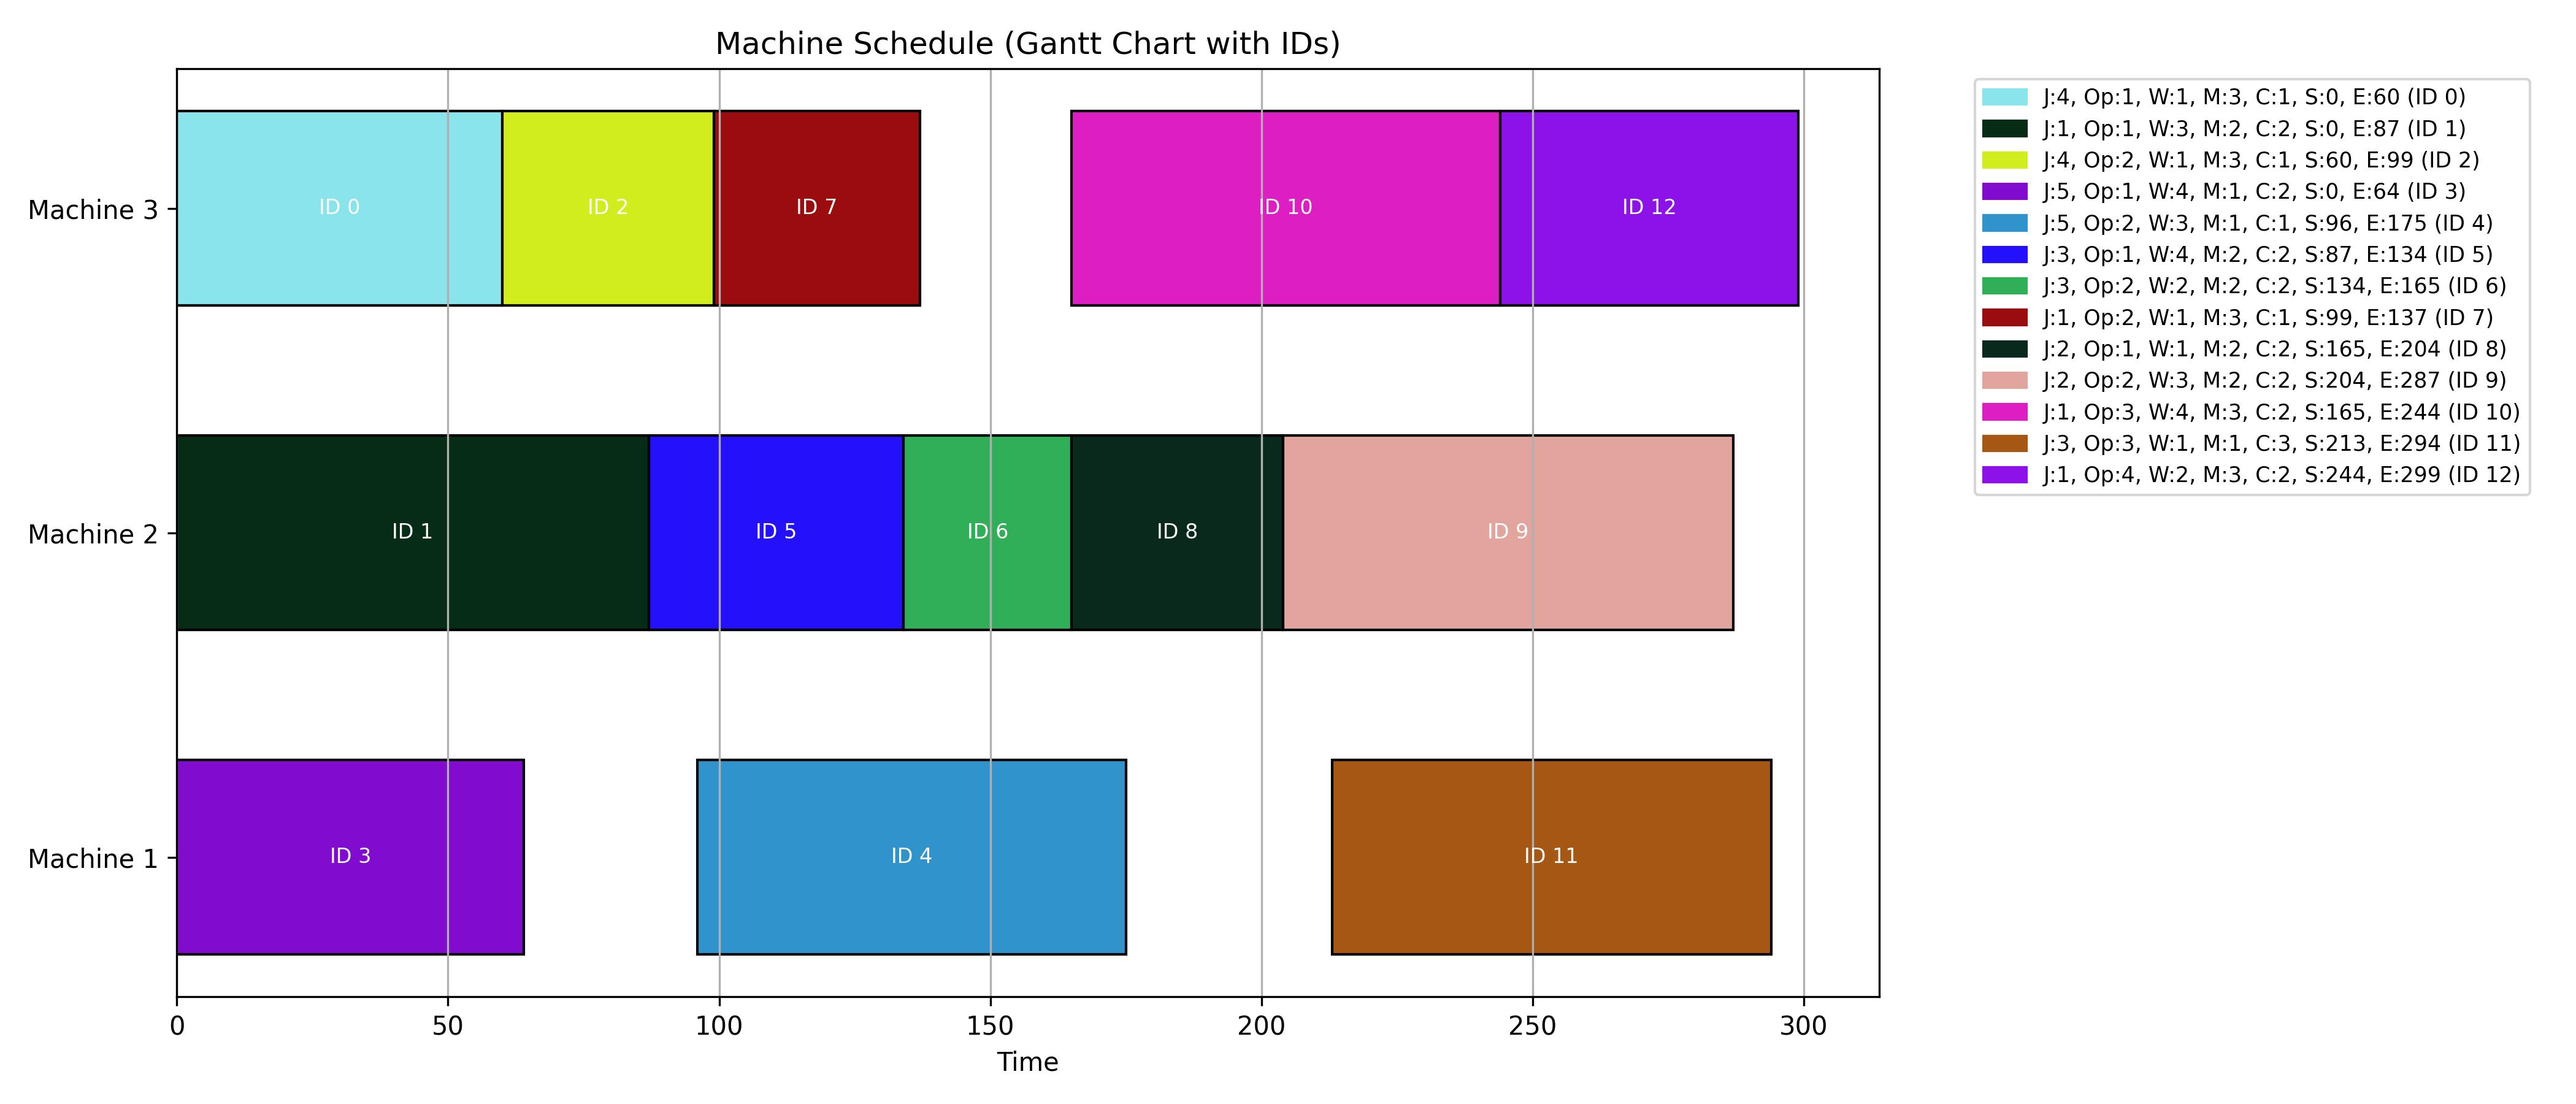 Machine Schedule (Gantt Chart with IDs)
Machine 3
ID 0
ID 2
ID 7
ID 10
ID 12
Machine 2
ID 1
ID 5
ID 6
ID 8
ID 9
Machine 1
ID 3
ID 4
ID 11
0
50
100
150
200
250
300
Time
J:4, Op:1, W:1, M:3, C:1, S:0, E:60 (ID 0)
J:1, Op:1, W:3, M:2, C:2, S:0, E:87 (ID 1)
J:4, Op:2, W:1, M:3, C:1, S:60, E:99 (ID 2)
J:5, Op:1, W:4, M:1, C:2, S:0, E:64 (ID 3)
J:5, Op:2, W:3, M:1, C:1, S:96, E:175 (ID 4)
J:3, Op:1, W:4, M:2, C:2, S:87, E:134 (ID 5)
J:3, Op:2, W:2, M:2, C:2, S:134, E:165 (ID 6)
J:1, Op:2, W:1, M:3, C:1, S:99, E:137 (ID 7)
J:2, Op:1, W:1, M:2, C:2, S:165, E:204 (ID 8)
J:2, Op:2, W:3, M:2, C:2, S:204, E:287 (ID 9)
J:1, Op:3, W:4, M:3, C:2, S:165, E:244 (ID 10)
J:3, Op:3, W:1, M:1, C:3, S:213, E:294 (ID 11)
J:1, Op:4, W:2, M:3, C:2, S:244, E:299 (ID 12)